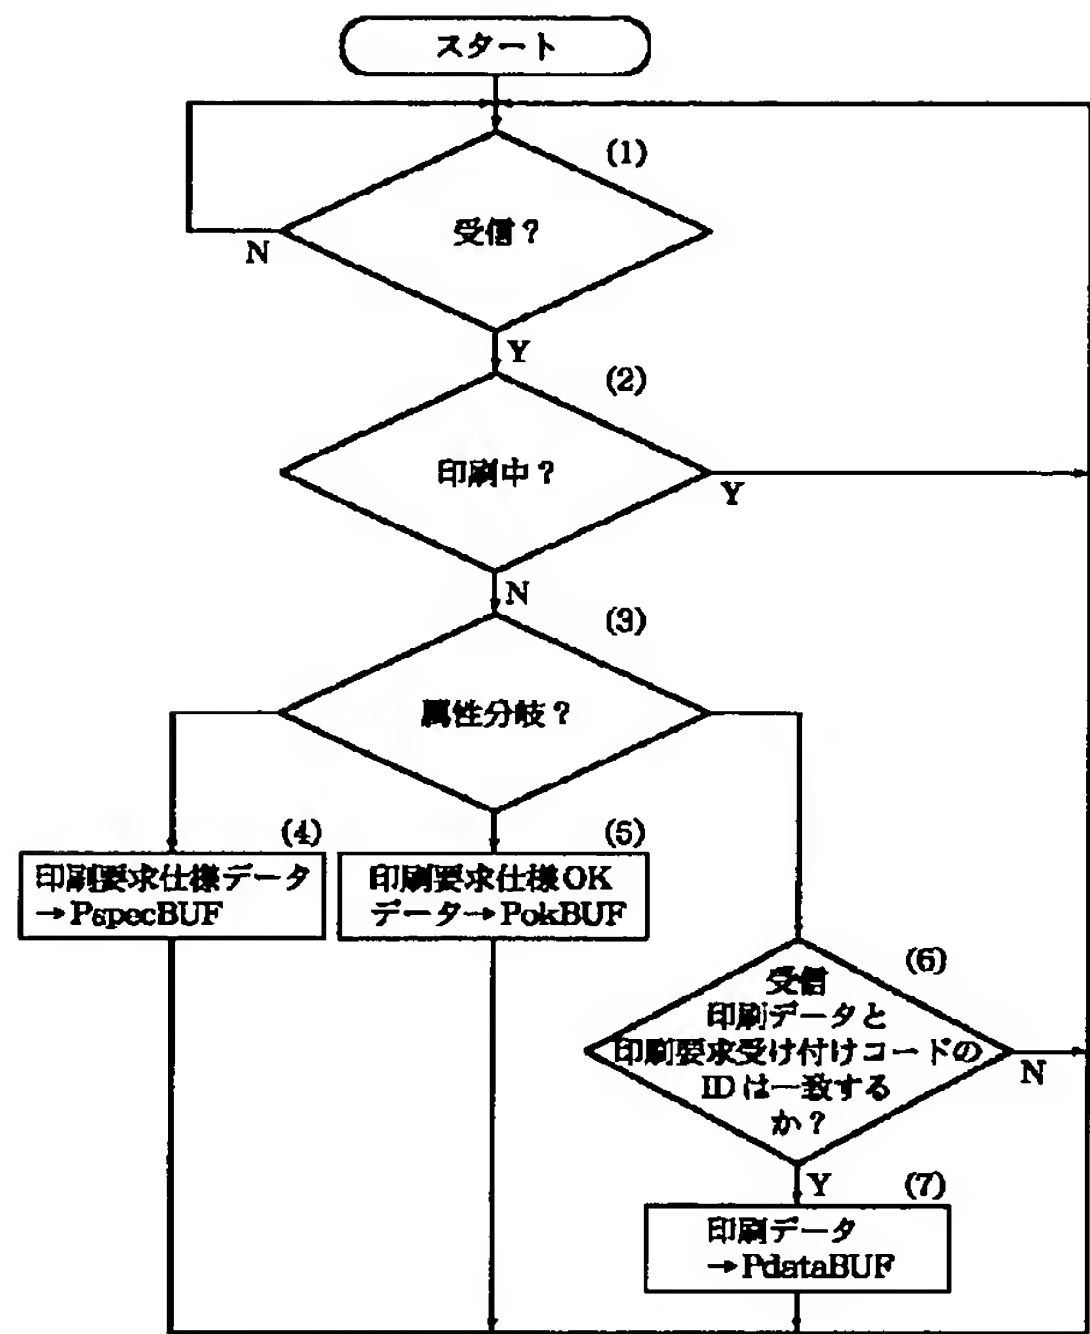 スタート
(1)
受信？
N
Y
(2)
印刷中？
Y
N
(3)
属性分岐？
(4)
印刷要求仕様データ
→PspecBUF
(5)
印刷要求仕様OK
データ→PokBUF
(6)
受信
印刷データと
印刷要求受け付けコードの
IDは一致する
か？
N
Y
(7)
印刷データ
→PdataBUF